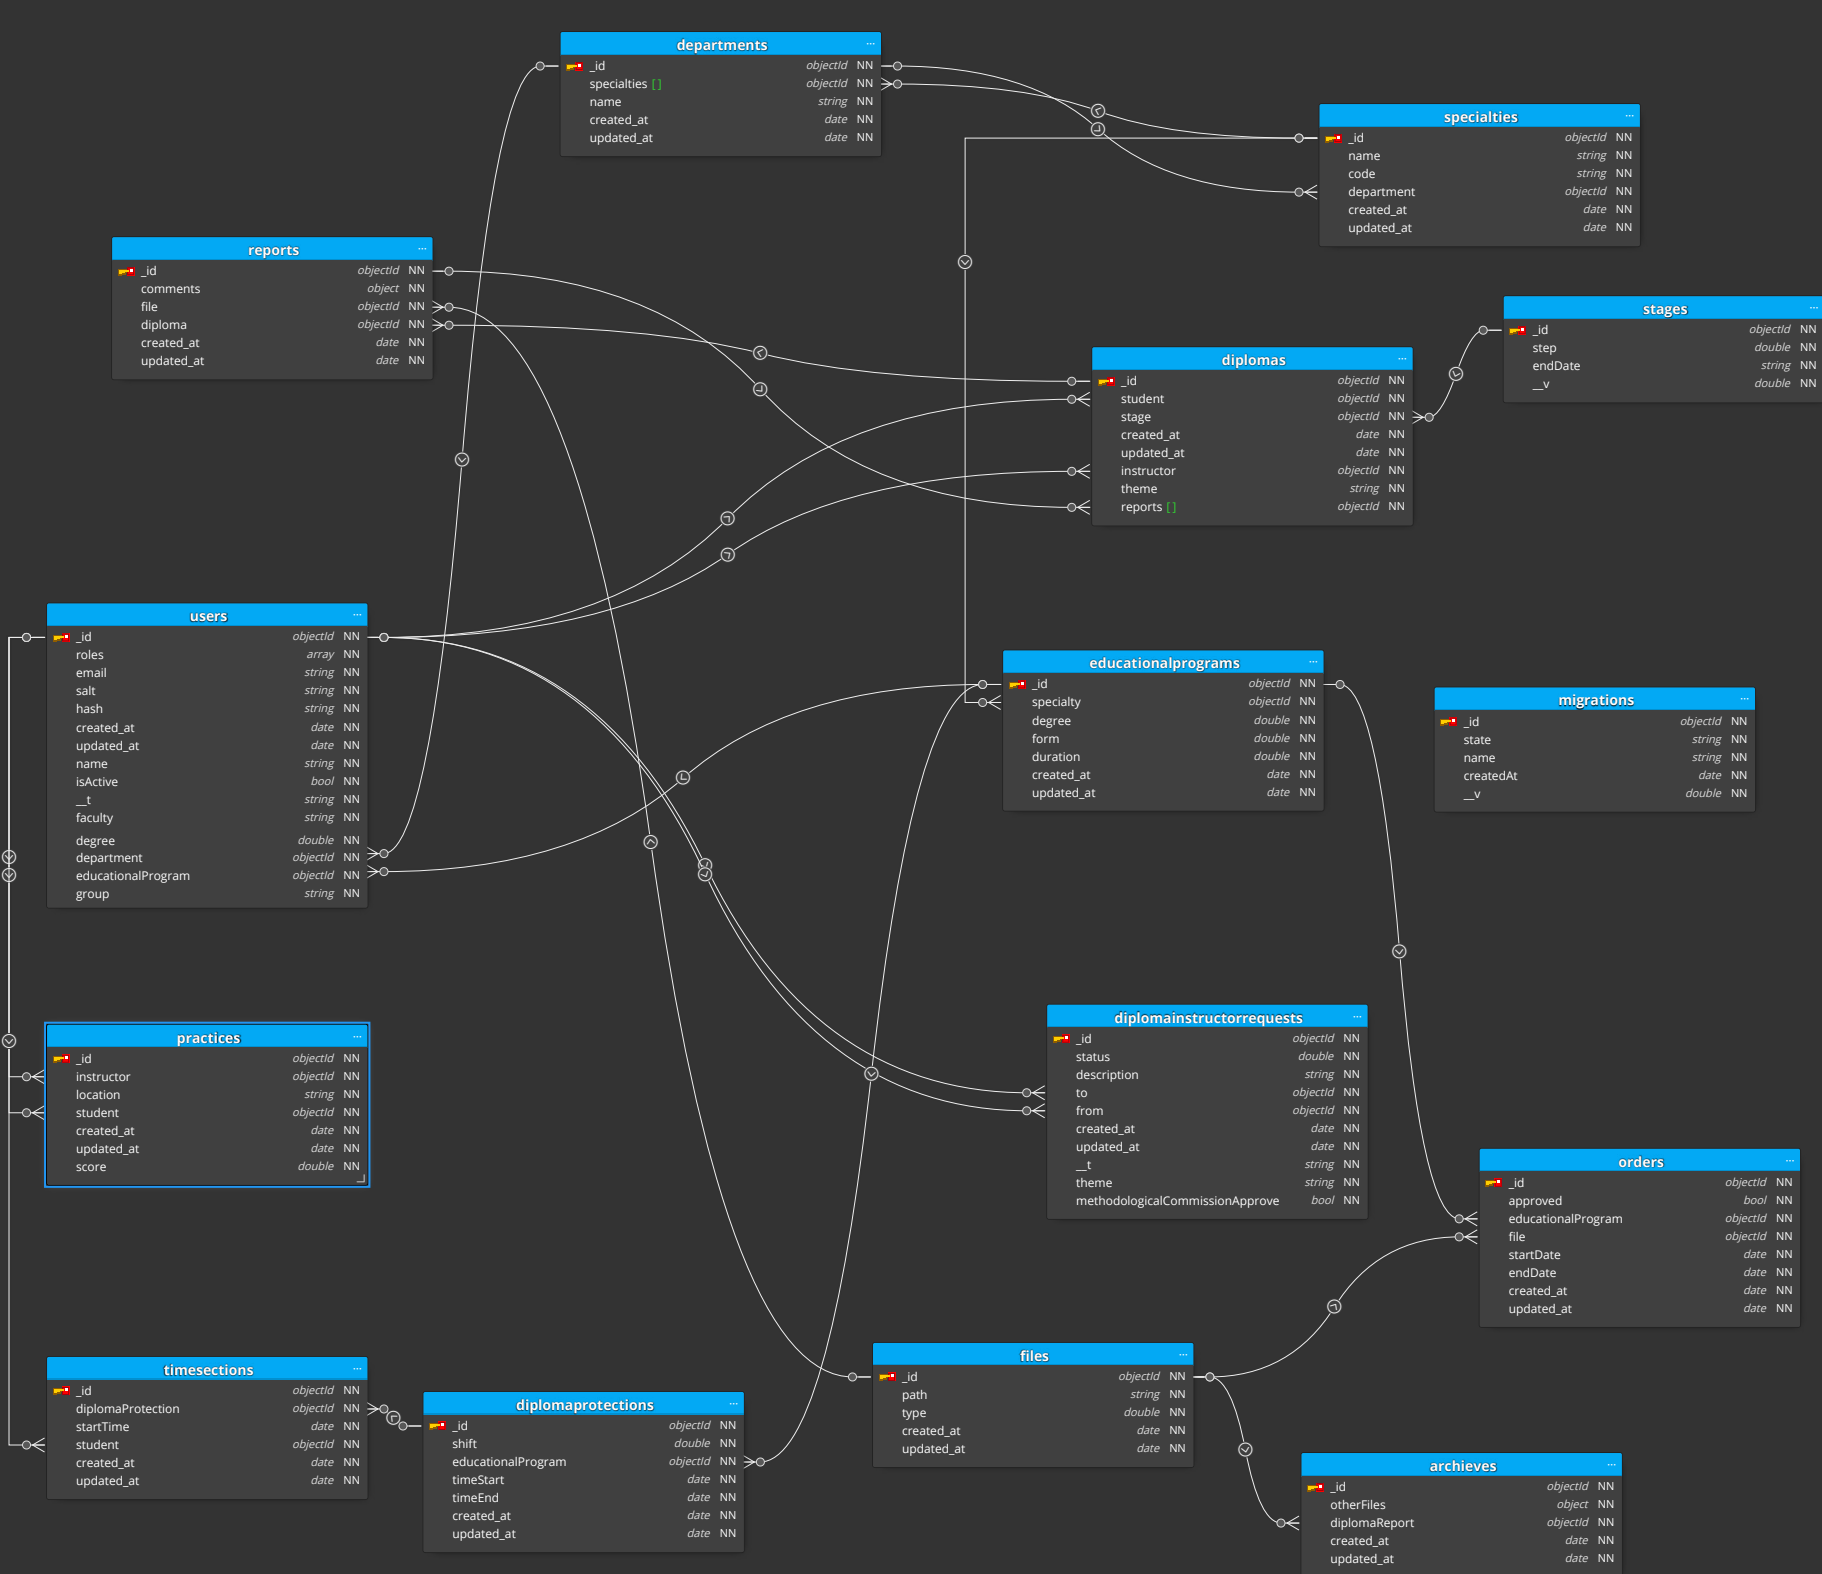 departments ...
_id objectId NN
specialties [ ] objectId NN
name string NN
created_at date NN
updated_at date NN
specialties ...
_id objectId NN
name string NN
code string NN
department objectId NN
created_at date NN
updated_at date NN
reports ...
_id objectId NN
comments object NN
file objectId NN
diploma objectId NN
created_at date NN
updated_at date NN
stages ...
_id objectId NN
step double NN
endDate string NN
__v double NN
diplomas ...
_id objectId NN
student objectId NN
stage objectId NN
created_at date NN
updated_at date NN
instructor objectId NN
theme string NN
reports [ ] objectId NN
users ...
_id objectId NN
roles array NN
email string NN
salt string NN
hash string NN
created_at date NN
updated_at date NN
name string NN
isActive bool NN
__t string NN
faculty string NN
degree double NN
department objectId NN
educationalProgram objectId NN
group string NN
educationalprograms ...
_id objectId NN
specialty objectId NN
degree double NN
form double NN
duration double NN
created_at date NN
updated_at date NN
migrations ...
_id objectId NN
state string NN
name string NN
createdAt date NN
__v double NN
practices ...
_id objectId NN
instructor objectId NN
location string NN
student objectId NN
created_at date NN
updated_at date NN
score double NN
diplomainstructorrequests ...
_id objectId NN
status double NN
description string NN
to objectId NN
from objectId NN
created_at date NN
updated_at date NN
__t string NN
theme string NN
methodologicalCommissionApprove bool NN
orders ...
_id objectId NN
approved bool NN
educationalProgram objectId NN
file objectId NN
startDate date NN
endDate date NN
created_at date NN
updated_at date NN
timesections ...
_id objectId NN
diplomaProtection objectId NN
startTime date NN
student objectId NN
created_at date NN
updated_at date NN
diplomaprotections ...
_id objectId NN
shift double NN
educationalProgram objectId NN
timeStart date NN
timeEnd date NN
created_at date NN
updated_at date NN
files ...
_id objectId NN
path string NN
type double NN
created_at date NN
updated_at date NN
archieves ...
_id objectId NN
otherFiles object NN
diplomaReport objectId NN
created_at date NN
updated_at date NN